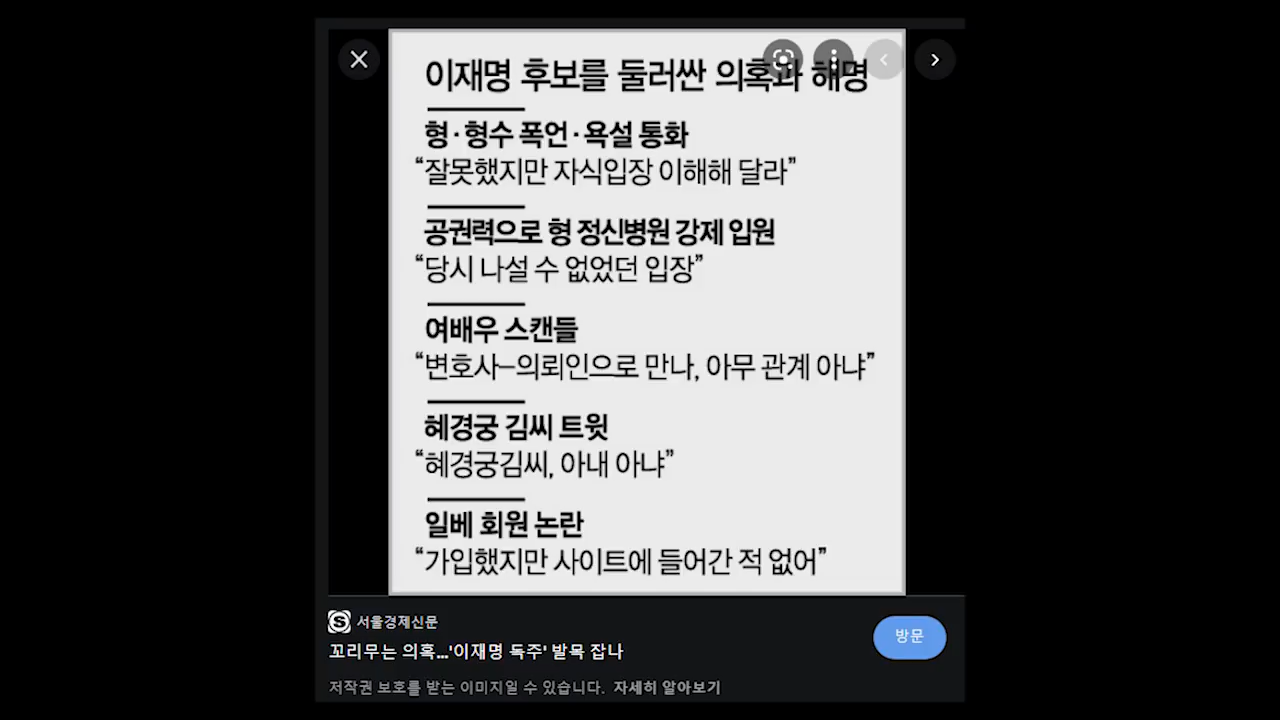 이재명 후보를 둘러싼 의혹과 해명
형·형수 폭언·욕설 통화
“잘못했지만 자식입장 이해해 달라”
공권력으로 형 정신병원 강제 입원
“당시 나설 수 없었던 입장”
여배우 스캔들
“변호사–의뢰인으로 만나, 아무 관계 아냐”
혜경궁 김씨 트윗
“혜경궁김씨, 아내 아냐”
일베 회원 논란
“가입했지만 사이트에 들어간 적 없어”
서울경제신문
꼬리무는 의혹...'이재명 독주' 발목 잡나
방문
저작권 보호를 받는 이미지일 수 있습니다. 자세히 알아보기